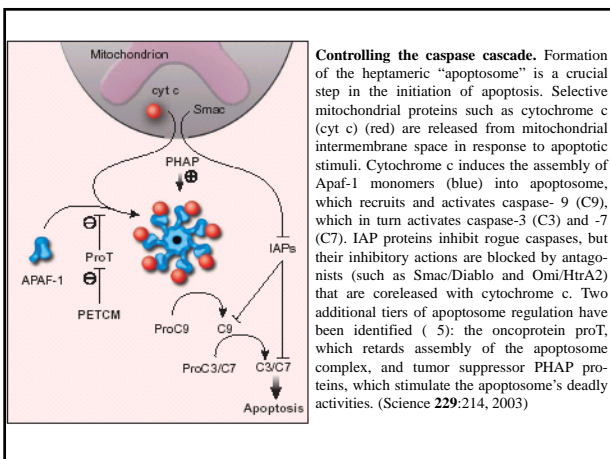 Mitochondrion
cyt c
Smac
PHAP
⊕
⊖
ProT
IAPs
APAF-1
⊖
PETCM
ProC9
C9
ProC3/C7
C3/C7
Apoptosis
Controlling the caspase cascade. Formation
of the heptameric “apoptosome” is a crucial
step in the initiation of apoptosis. Selective
mitochondrial proteins such as cytochrome c
(cyt c) (red) are released from mitochondrial
intermembrane space in response to apoptotic
stimuli. Cytochrome c induces the assembly of
Apaf-1 monomers (blue) into apoptosome,
which recruits and activates caspase- 9 (C9),
which in turn activates caspase-3 (C3) and -7
(C7). IAP proteins inhibit rogue caspases, but
their inhibitory actions are blocked by antago-
nists (such as Smac/Diablo and Omi/HtrA2)
that are coreleased with cytochrome c. Two
additional tiers of apoptosome regulation have
been identified ( 5): the oncoprotein proT,
which retards assembly of the apoptosome
complex, and tumor suppressor PHAP pro-
teins, which stimulate the apoptosome’s deadly
activities. (Science 229:214, 2003)